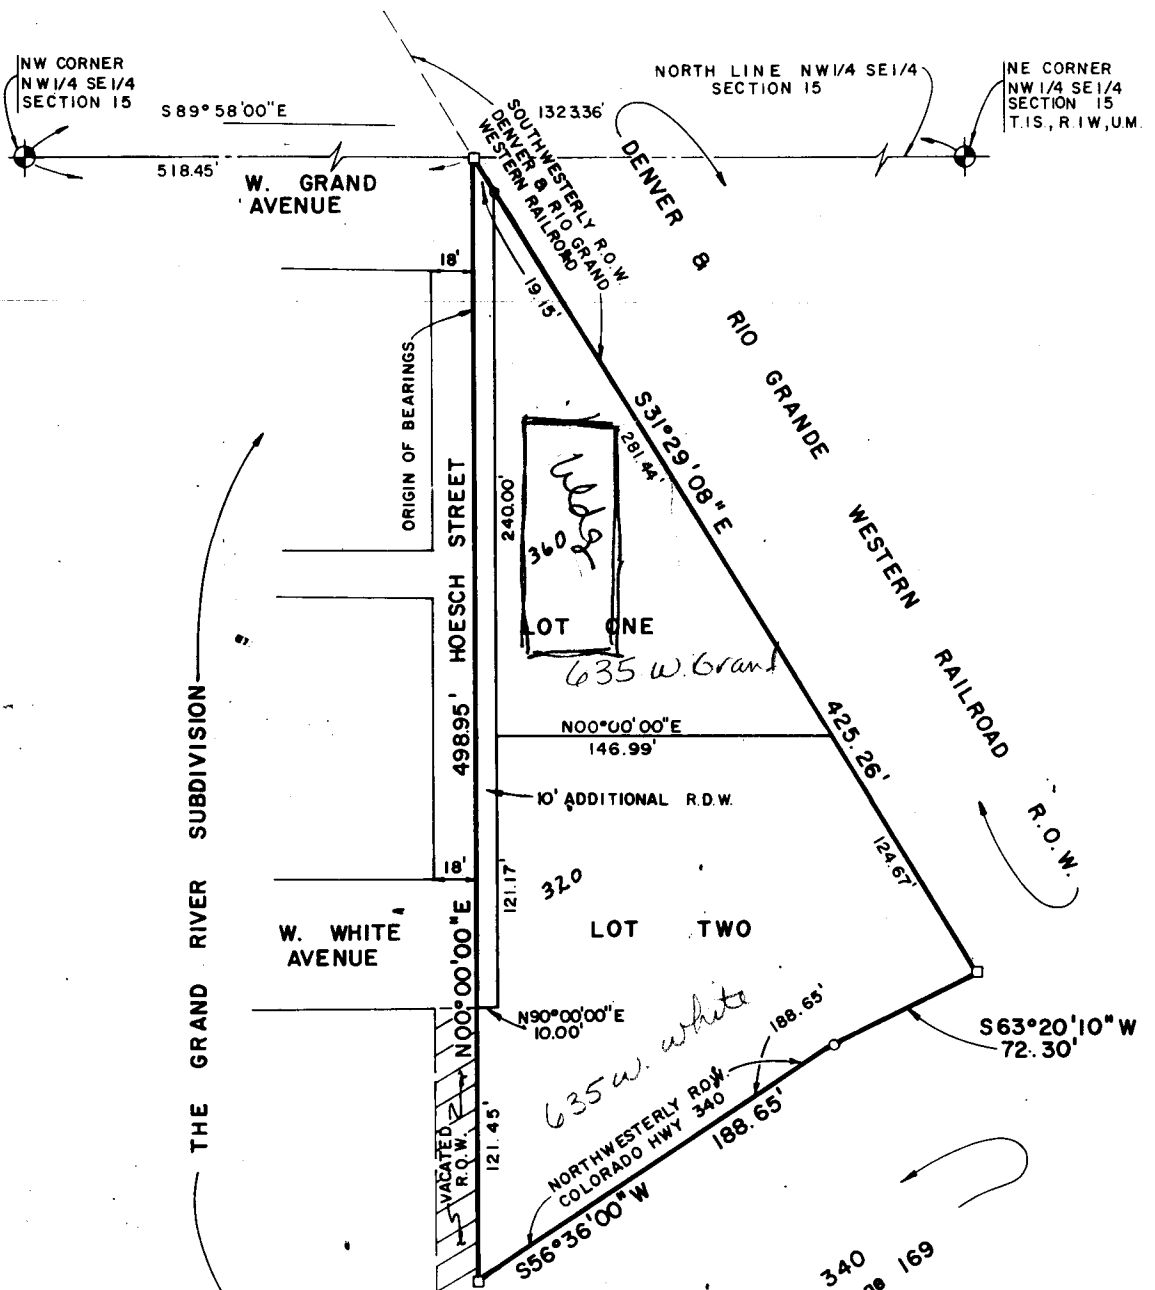 NW CORNER
NW1/4 SE1/4
SECTION 15
S89°58'00"E
518.45'
W. GRAND
AVENUE
1323.36'
NORTH LINE NW1/4 SE1/4
SECTION 15
NE CORNER
NW1/4 SE1/4
SECTION 15
T.1S., R.1W., U.M.
SOUTHWESTERLY R.O.W.
DENVER & RIO GRAND
WESTERN RAILROAD
DENVER & RIO GRANDE WESTERN RAILROAD R.O.W.
18'
19.15'
ORIGIN OF BEARINGS
HOESCH STREET
498.95'
N00°00'00"E
240.00'
S31°29'08"E
281.44'
425.26'
124.67'
Bldg
360
LOT ONE
635 W. Grand
N00°00'00"E
146.99'
10' ADDITIONAL R.O.W.
THE GRAND RIVER SUBDIVISION
18'
121.17'
320
LOT TWO
W. WHITE
AVENUE
N90°00'00"E
10.00'
635 W. White
188.65'
S63°20'10"W
72.30'
VACATED
R.O.W.
121.45'
NORTHWESTERLY R.O.W.
COLORADO HWY 340
188.65'
S56°36'00"W
340
169